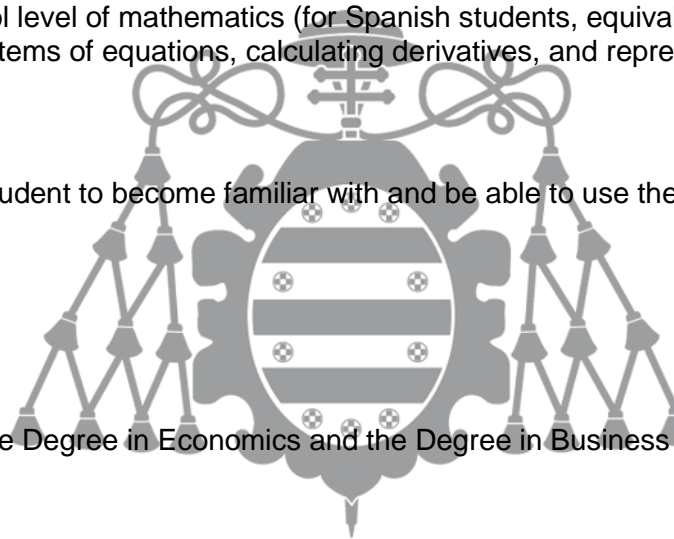 ol level of mathematics (for Spanish students, equiva
tems of equations, calculating derivatives, and repre
udent to become familiar with and be able to use the
e Degree in Economics and the Degree in Business